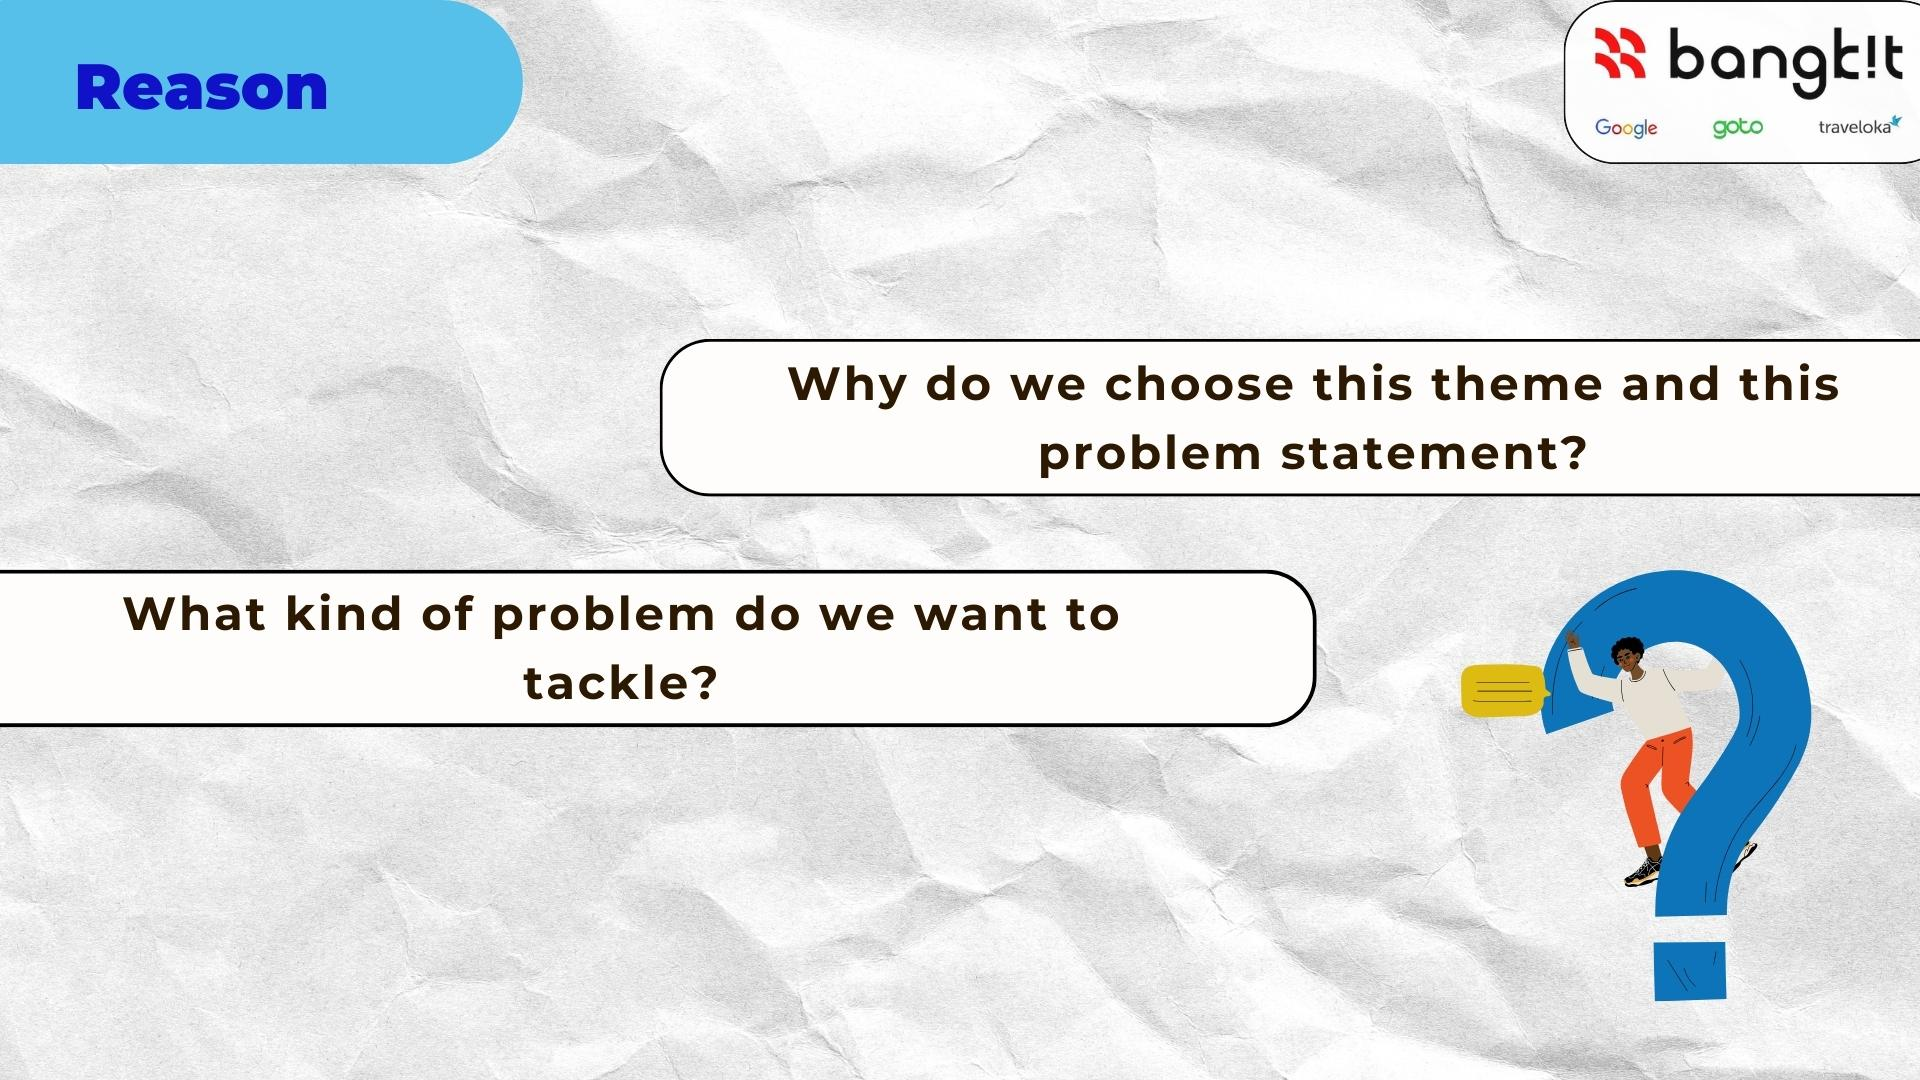 Reason
bangk!t
Google goto traveloka
Why do we choose this theme and this
problem statement?
What kind of problem do we want to
tackle?